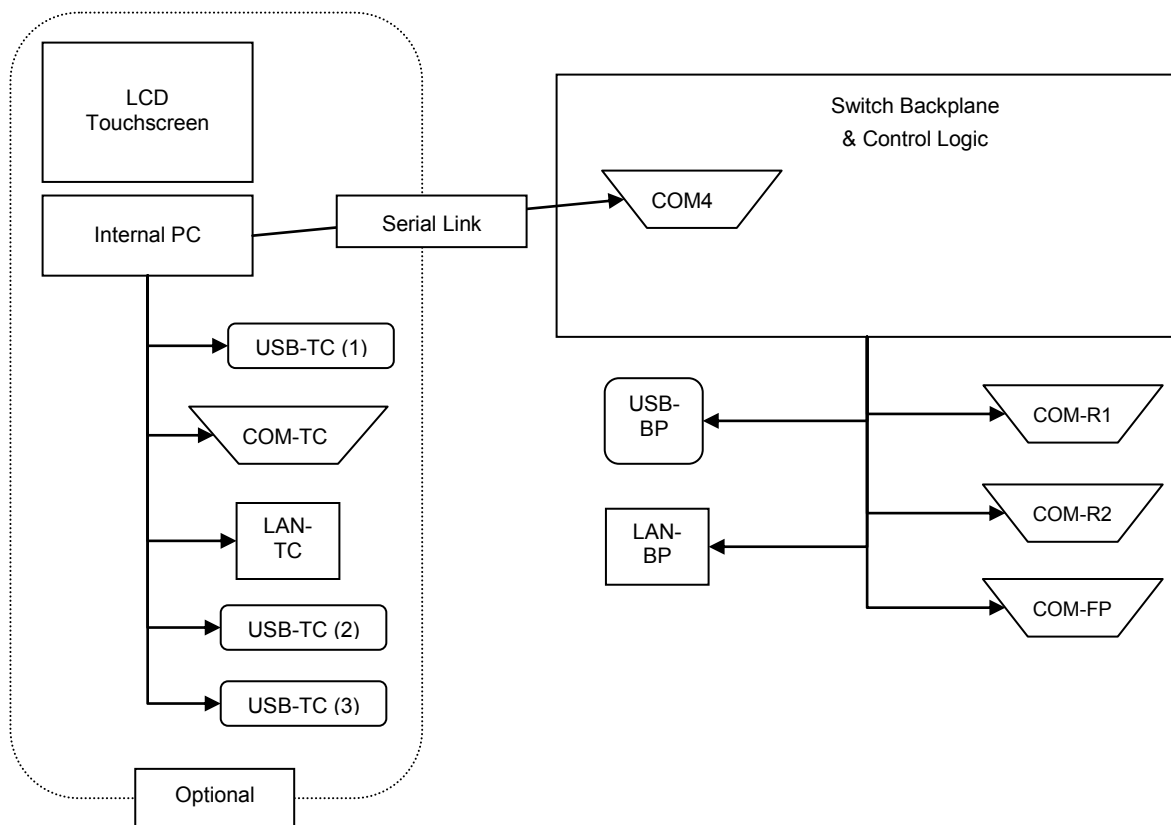 LCD
Touchscreen
Internal PC
Serial Link
Switch Backplane
& Control Logic
COM4
USB-TC (1)
COM-TC
LAN-
TC
USB-TC (2)
USB-TC (3)
Optional
USB-
BP
LAN-
BP
COM-R1
COM-R2
COM-FP